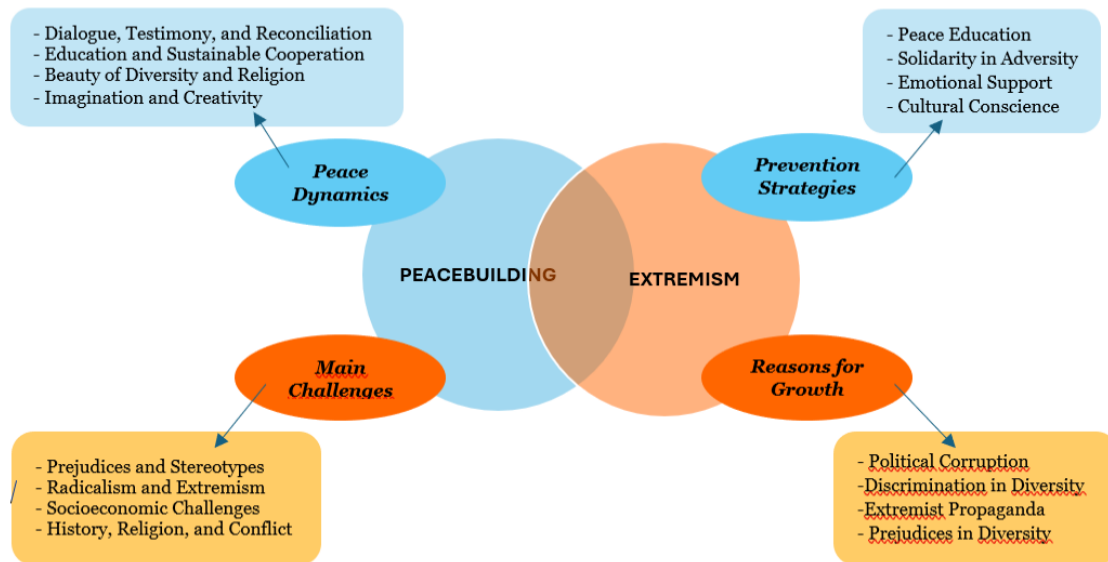 - Dialogue, Testimony, and Reconciliation
- Education and Sustainable Cooperation
- Beauty of Diversity and Religion
- Imagination and Creativity
- Peace Education
- Solidarity in Adversity
- Emotional Support
- Cultural Conscience
Peace
Dynamics
Prevention
Strategies
PEACEBUILDING
EXTREMISM
Main
Challenges
Reasons for
Growth
- Prejudices and Stereotypes
- Radicalism and Extremism
- Socioeconomic Challenges
- History, Religion, and Conflict
/
- Political Corruption
-Discrimination in Diversity
-Extremist Propaganda
- Prejudices in Diversity